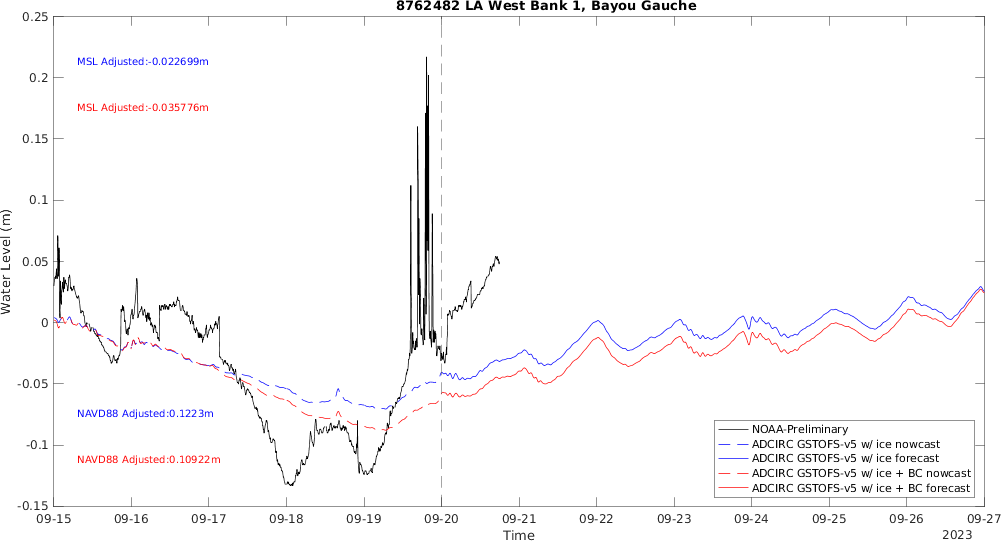 8762482 LA West Bank 1, Bayou Gauche
0.25
0.2
0.15
0.1
0.05
0
-0.05
-0.1
-0.15
Water Level (m)
MSL Adjusted:-0.022699m
MSL Adjusted:-0.035776m
NAVD88 Adjusted:0.1223m
NAVD88 Adjusted:0.10922m
NOAA-Preliminary
ADCIRC GSTOFS-v5 w/ ice nowcast
ADCIRC GSTOFS-v5 w/ ice forecast
ADCIRC GSTOFS-v5 w/ ice + BC nowcast
ADCIRC GSTOFS-v5 w/ ice + BC forecast
09-15 09-16 09-17 09-18 09-19 09-20 09-21 09-22 09-23 09-24 09-25 09-26 09-27
Time
2023